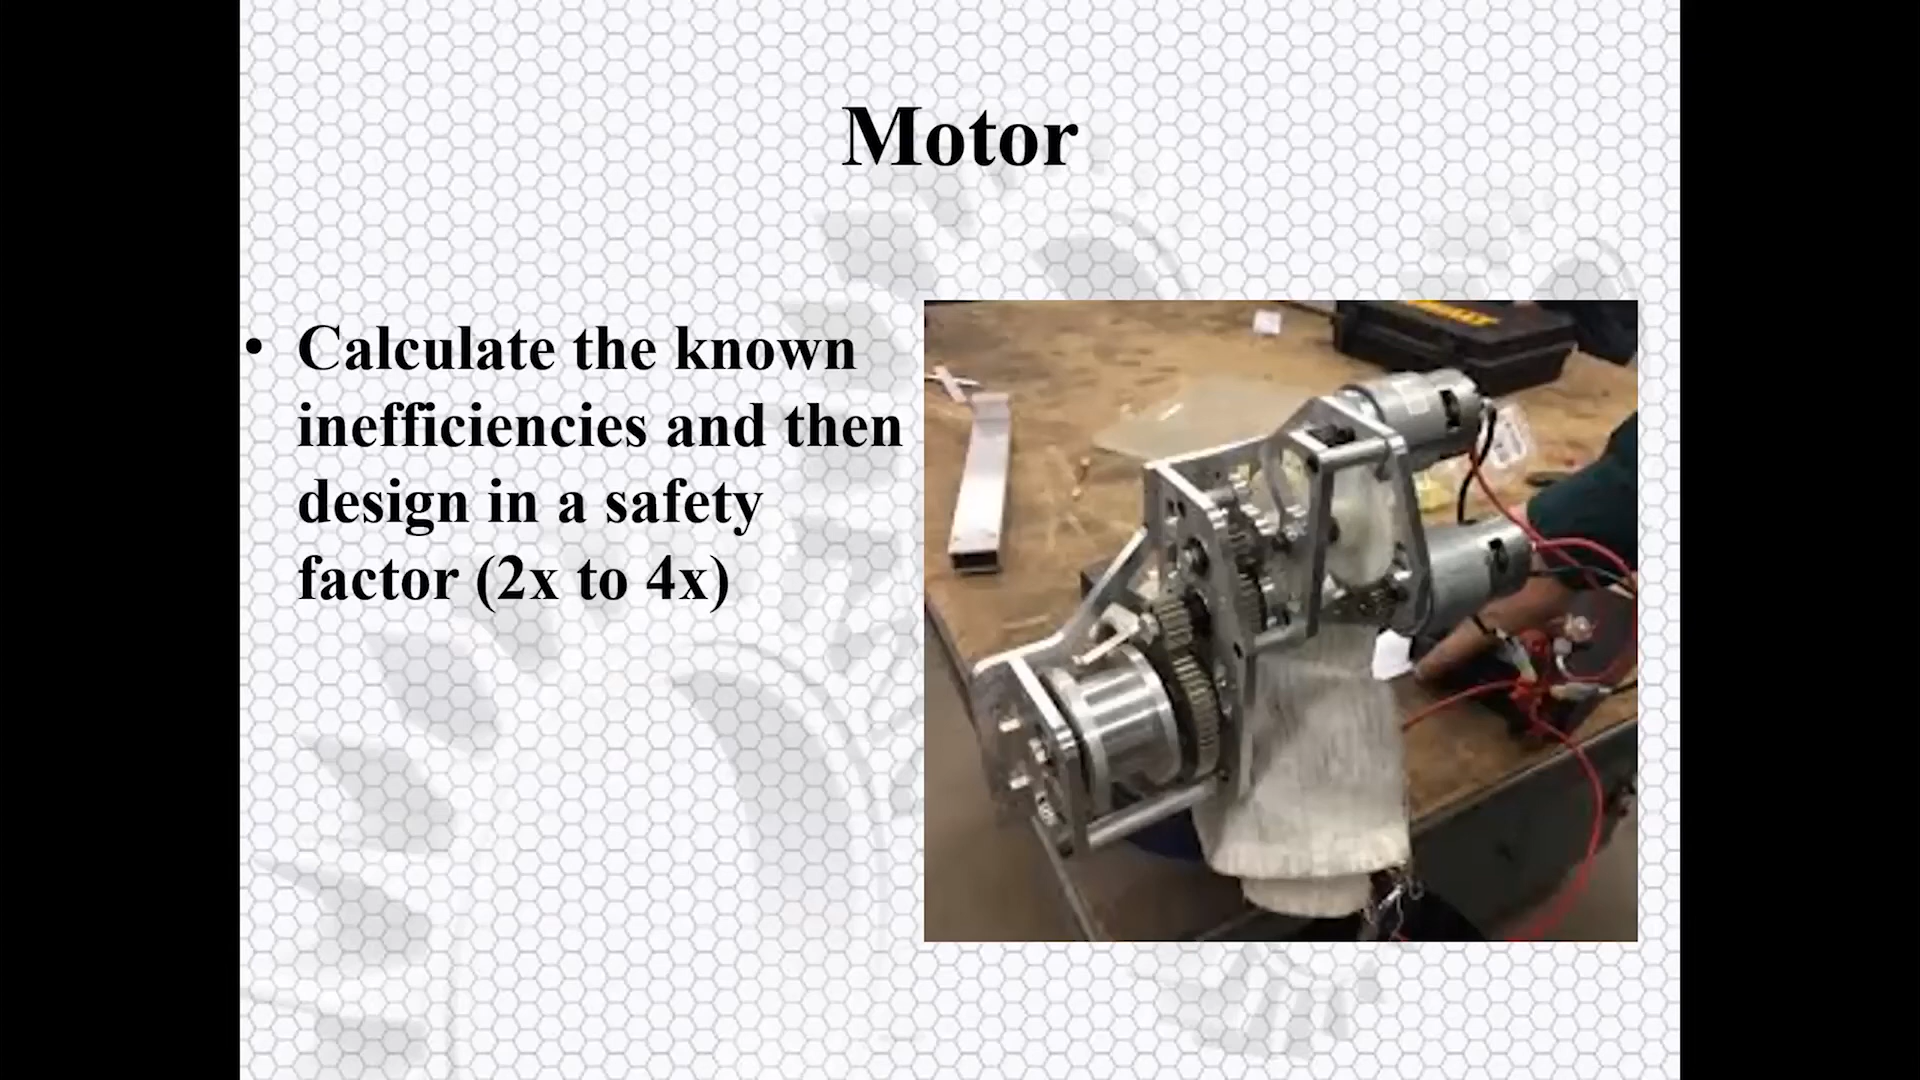 Motor
• Calculate the known
inefficiencies and then
design in a safety
factor (2x to 4x)